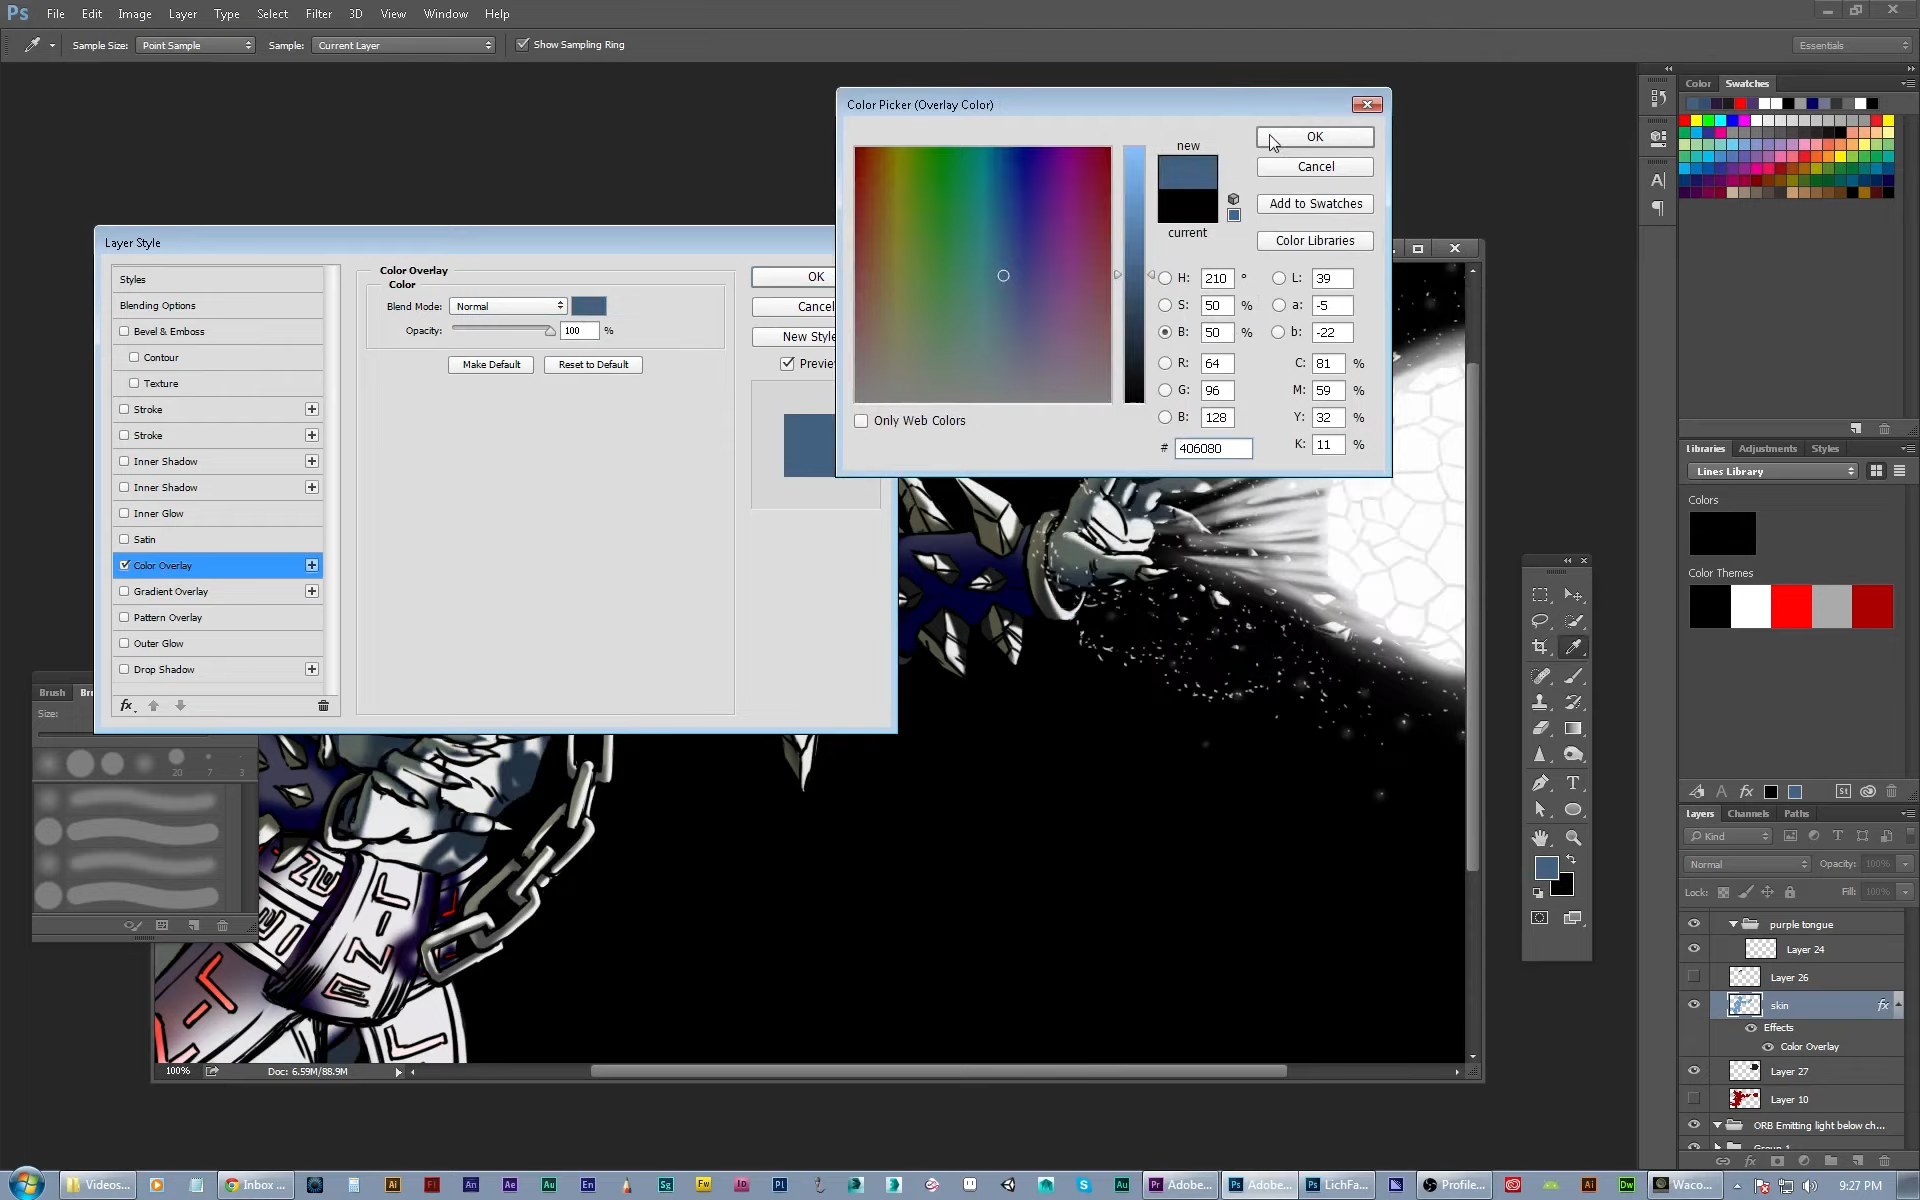 Ps File Edit Image Layer Type Select Filter 3D View Window Help
Sample Size: Point Sample Sample: Current Layer Show Sampling Ring Essentials
Color Swatches
Color Picker (Overlay Color)
new
current
OK
Cancel
Add to Swatches
Color Libraries
H: 210 ° L: 39
S: 50 % a: -5
B: 50 % b: -22
R: 64 C: 81 %
G: 96 M: 59 %
B: 128 Y: 32 %
# 406080 K: 11 %
Only Web Colors
Layer Style
Styles
Blending Options
Bevel & Emboss
Contour
Texture
Stroke
Stroke
Inner Shadow
Inner Shadow
Inner Glow
Satin
Color Overlay
Gradient Overlay
Pattern Overlay
Outer Glow
Drop Shadow
fx
Color Overlay
Color
Blend Mode: Normal
Opacity: 100 %
Make Default Reset to Default
OK
Cancel
New Style
Preview
Brush Br
Size:
20 7 3
100% Doc: 6.59M/88.9M
Libraries Adjustments Styles
Lines Library
Colors
Color Themes
A fx St
Layers Channels Paths
Kind
Normal Opacity: 100%
Lock: Fill: 100%
purple tongue
Layer 24
Layer 26
skin fx
Effects
Color Overlay
Layer 27
Layer 10
ORB Emitting light below ch...
Group 1
Videos... Inbox ... Ai Fl An Ae Au En Sg Fw Id Pl Au Adobe... Adobe... LichFa... Profile... Ai Dw Waco... 9:27 PM